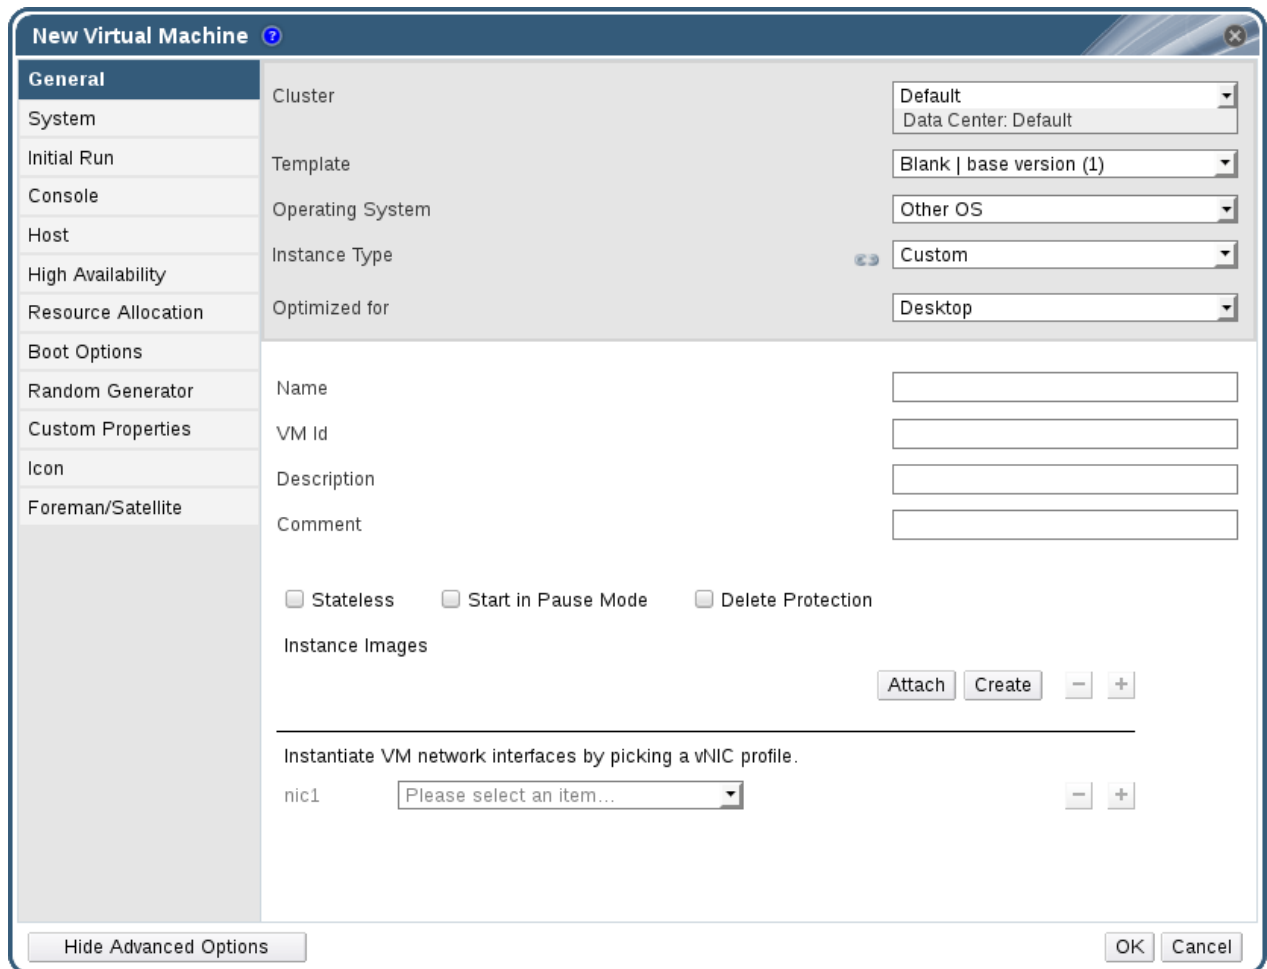 New Virtual Machine ?
General
System
Initial Run
Console
Host
High Availability
Resource Allocation
Boot Options
Random Generator
Custom Properties
Icon
Foreman/Satellite
Cluster Default
Data Center: Default
Template Blank | base version (1)
Operating System Other OS
Instance Type Custom
Optimized for Desktop
Name
VM Id
Description
Comment
Stateless Start in Pause Mode Delete Protection
Instance Images
Attach Create − +
Instantiate VM network interfaces by picking a vNIC profile.
nic1 Please select an item... − +
Hide Advanced Options OK Cancel